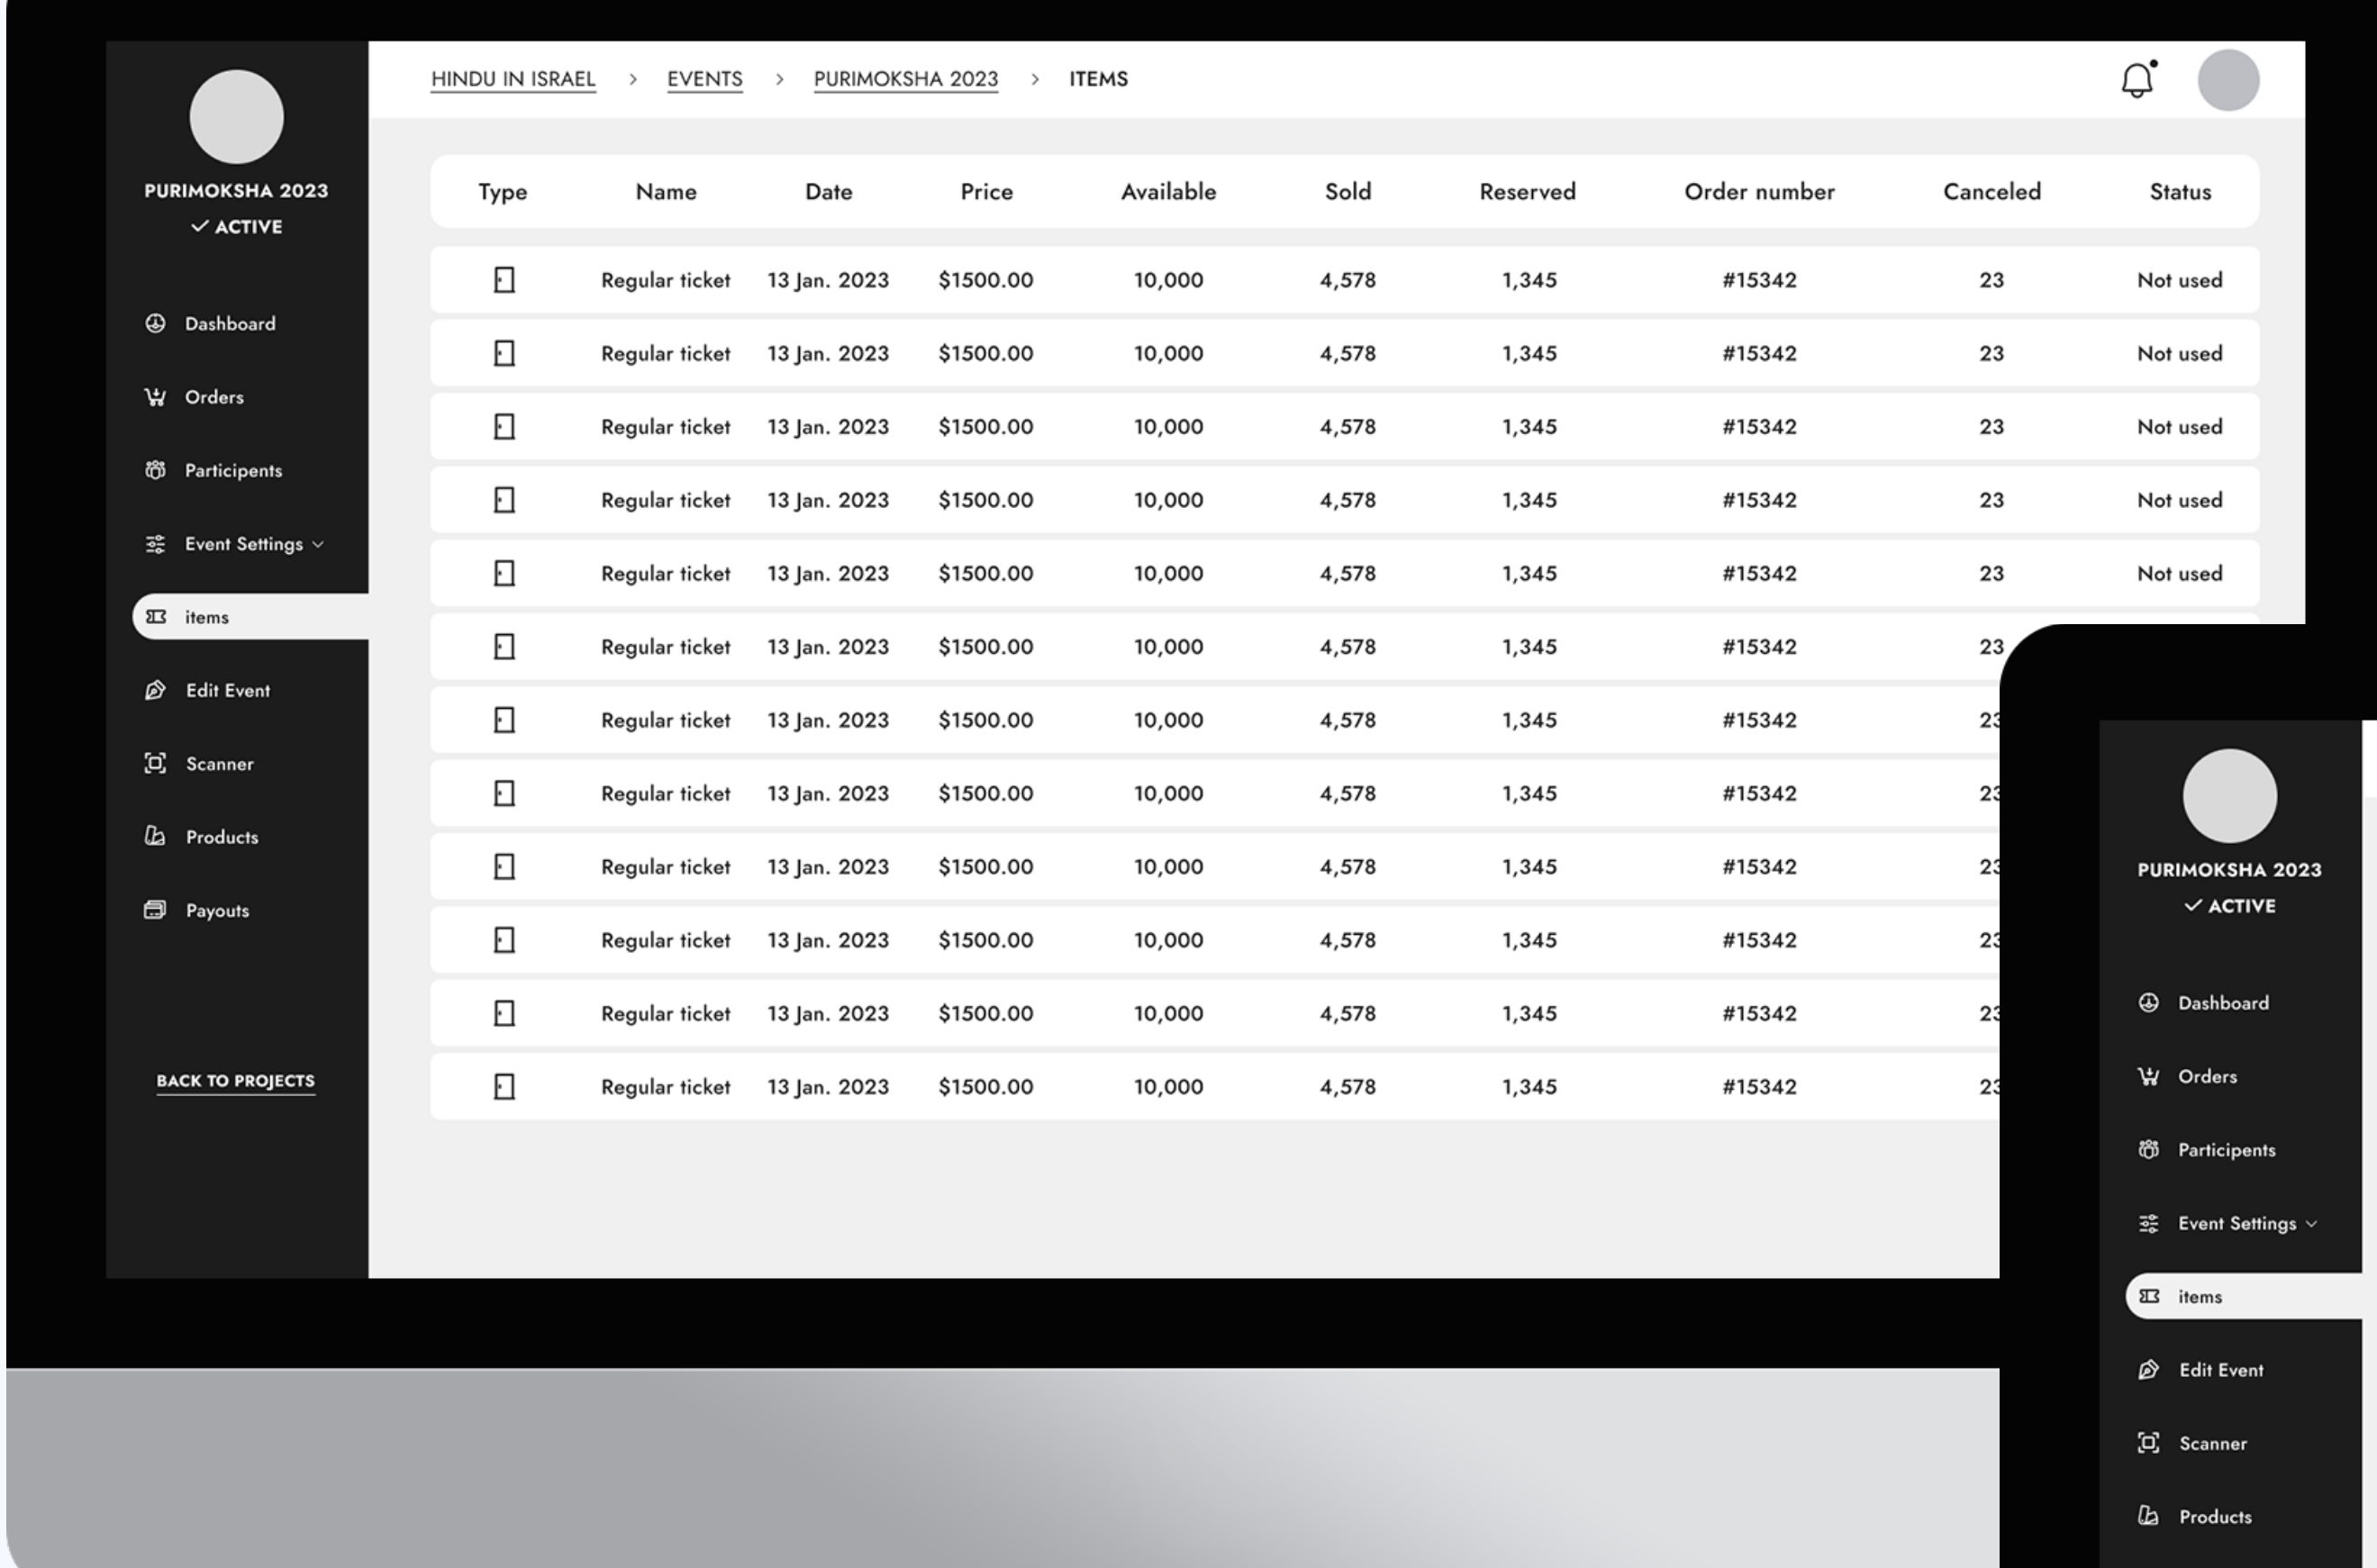 HINDU IN ISRAEL > EVENTS > PURIMOKSHA 2023 > ITEMS
PURIMOKSHA 2023
ACTIVE
Dashboard
Orders
Participents
Event Settings
items
Edit Event
Scanner
Products
Payouts
BACK TO PROJECTS
Type Name Date Price Available Sold Reserved Order number Canceled Status
Regular ticket 13 Jan. 2023 $1500.00 10,000 4,578 1,345 #15342 23 Not used
Regular ticket 13 Jan. 2023 $1500.00 10,000 4,578 1,345 #15342 23 Not used
Regular ticket 13 Jan. 2023 $1500.00 10,000 4,578 1,345 #15342 23 Not used
Regular ticket 13 Jan. 2023 $1500.00 10,000 4,578 1,345 #15342 23 Not used
Regular ticket 13 Jan. 2023 $1500.00 10,000 4,578 1,345 #15342 23 Not used
Regular ticket 13 Jan. 2023 $1500.00 10,000 4,578 1,345 #15342 23
Regular ticket 13 Jan. 2023 $1500.00 10,000 4,578 1,345 #15342 23
Regular ticket 13 Jan. 2023 $1500.00 10,000 4,578 1,345 #15342 23
Regular ticket 13 Jan. 2023 $1500.00 10,000 4,578 1,345 #15342 23
Regular ticket 13 Jan. 2023 $1500.00 10,000 4,578 1,345 #15342 23
Regular ticket 13 Jan. 2023 $1500.00 10,000 4,578 1,345 #15342 23
Regular ticket 13 Jan. 2023 $1500.00 10,000 4,578 1,345 #15342 23
PURIMOKSHA 2023
ACTIVE
Dashboard
Orders
Participents
Event Settings
items
Edit Event
Scanner
Products